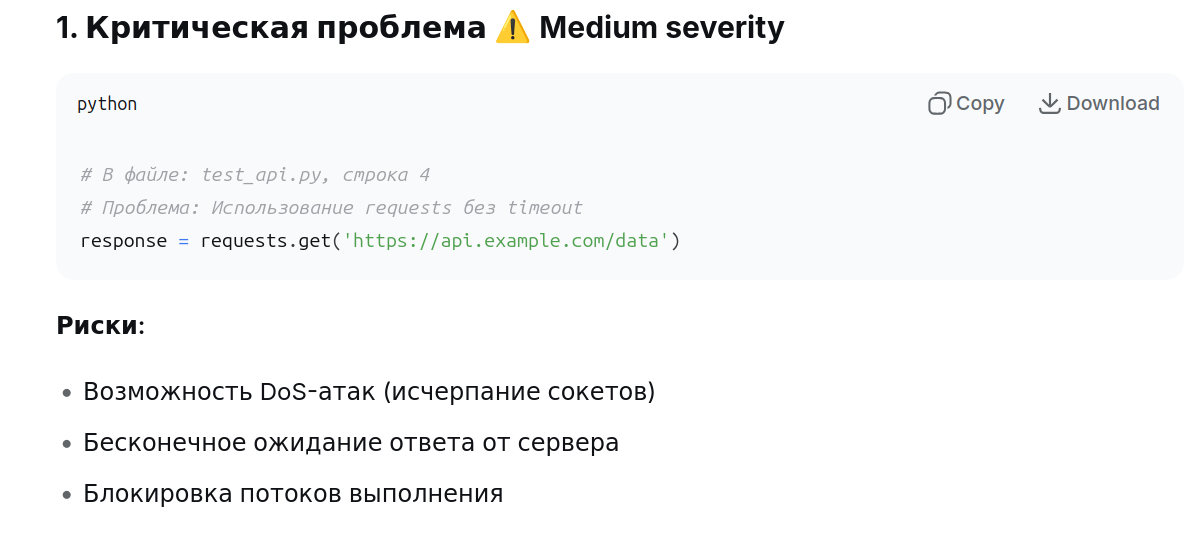 1. Критическая проблема ⚠️ Medium severity
python
Copy
Download
# В файле: test_api.py, строка 4
# Проблема: Использование requests без timeout
response = requests.get('https://api.example.com/data')
Риски:
• Возможность DoS-атак (исчерпание сокетов)
• Бесконечное ожидание ответа от сервера
• Блокировка потоков выполнения